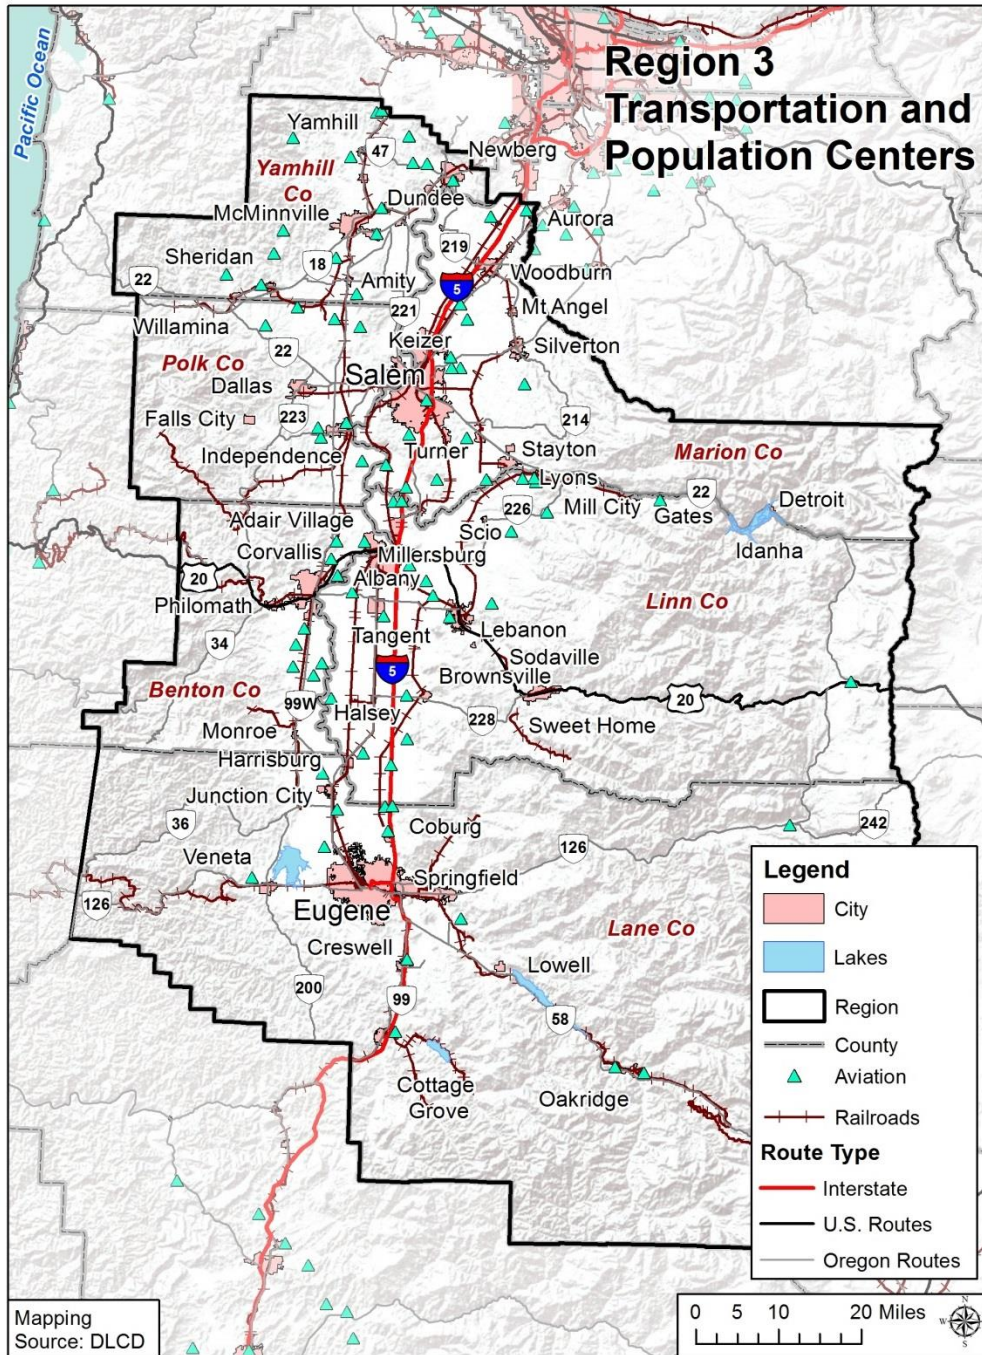 Region 3
Transportation and
Population Centers
Pacific Ocean
Yamhill
47
Newberg
Yamhill
Co
Dundee
McMinnville
Aurora
219
Sheridan
18
Woodburn
22
Amity
5
221
Mt Angel
Willamina
Keizer
Silverton
22
Polk Co
Salem
Dallas
Falls City
223
214
Independence
Turner
Stayton
Marion Co
Lyons
22
Detroit
226
Mill City
Gates
Adair Village
Scio
Idanha
Corvallis
Millersburg
20
Albany
Linn Co
Philomath
Tangent
Lebanon
34
Sodaville
5
Brownsville
Benton Co
99W
20
Halsey
228
Sweet Home
Monroe
Harrisburg
Junction City
36
Coburg
242
126
Veneta
Springfield
126
Eugene
Lane Co
Creswell
Lowell
200
99
58
Cottage
Grove
Oakridge
Legend
City
Lakes
Region
County
Aviation
Railroads
Route Type
Interstate
U.S. Routes
Oregon Routes
Mapping
Source: DLCD
0 5 10 20 Miles
N
W E
S